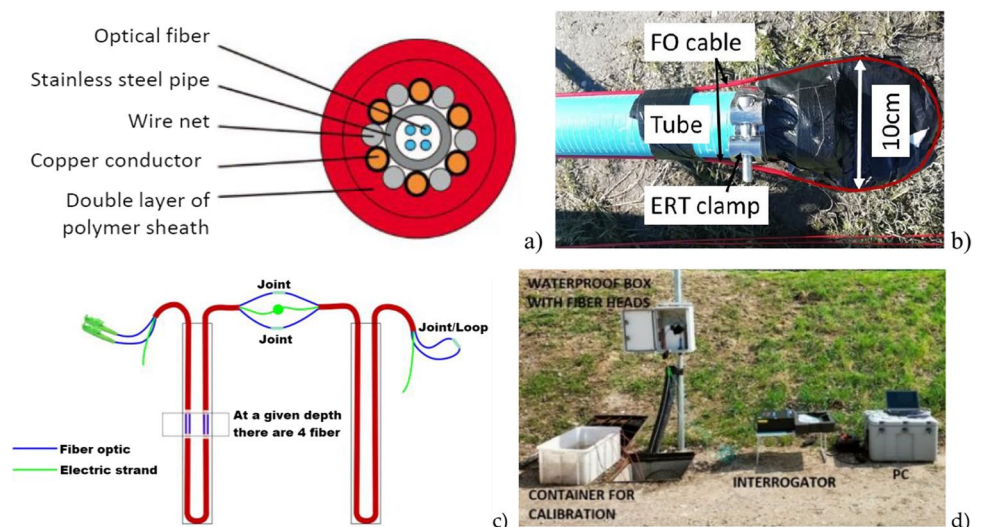 Optical fiber
Stainless steel pipe
Wire net
Copper conductor
Double layer of
polymer sheath
a)
FO cable
Tube
ERT clamp
10cm
b)
Joint
Joint
Joint/Loop
At a given depth
there are 4 fiber
Fiber optic
Electric strand
c)
WATERPROOF BOX
WITH FIBER HEADS
CONTAINER FOR
CALIBRATION
INTERROGATOR
PC
d)